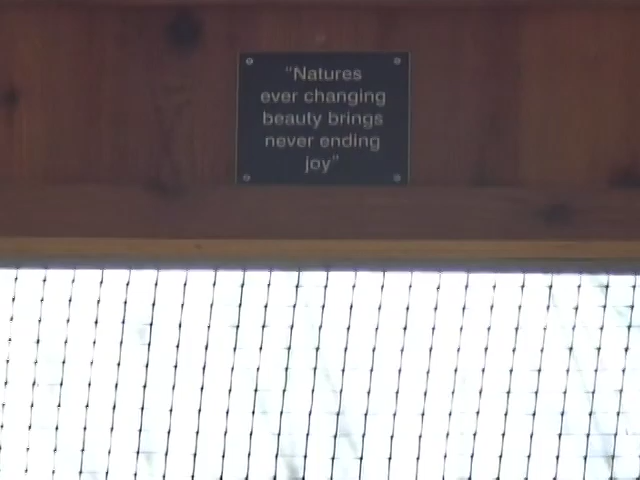 "Natures
ever changing
beauty brings
never ending
joy"